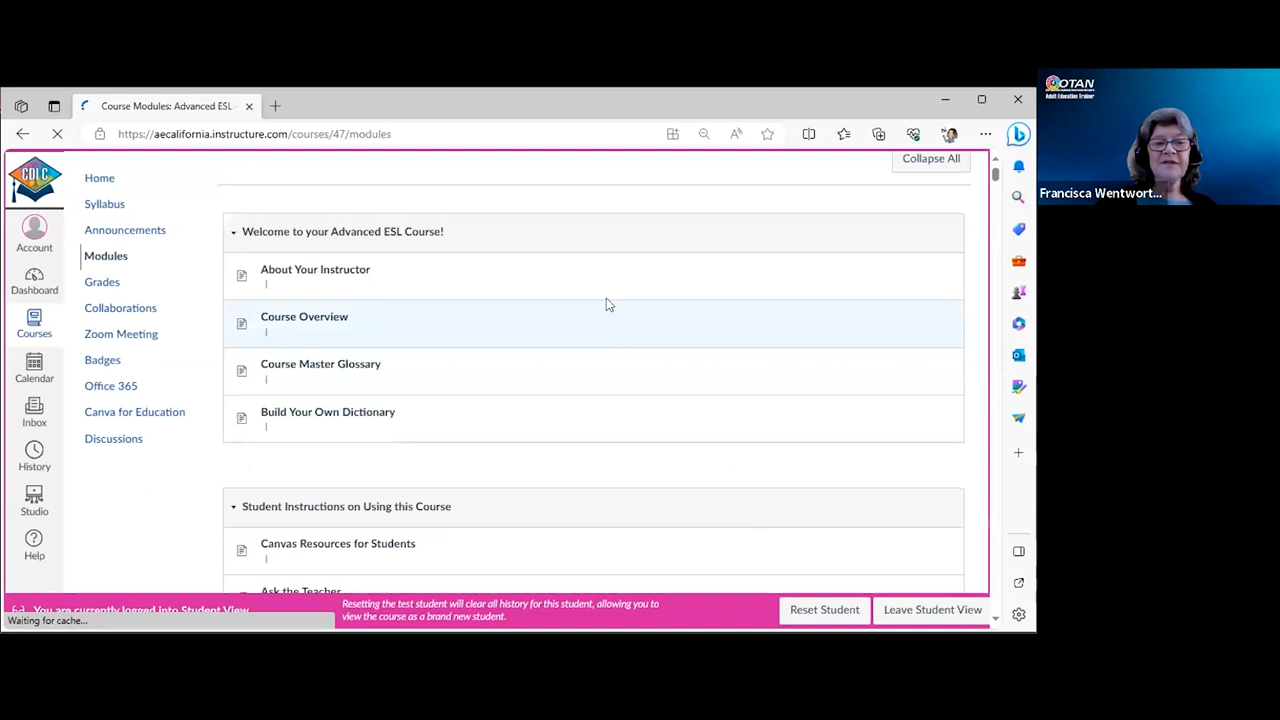 Course Modules: Advanced ESL
https://aecalifornia.instructure.com/courses/47/modules
OTAN
Adult Education Trainer
Francisca Wentwort...
CDLC
Account
Dashboard
Courses
Calendar
Inbox
History
Studio
Help
Home
Syllabus
Announcements
Modules
Grades
Collaborations
Zoom Meeting
Badges
Office 365
Canva for Education
Discussions
Collapse All
Welcome to your Advanced ESL Course!
About Your Instructor
Course Overview
Course Master Glossary
Build Your Own Dictionary
Student Instructions on Using this Course
Canvas Resources for Students
Ask the Teacher
You are currently logged into Student View
Resetting the test student will clear all history for this student, allowing you to
view the course as a brand new student.
Reset Student
Leave Student View
Waiting for cache...